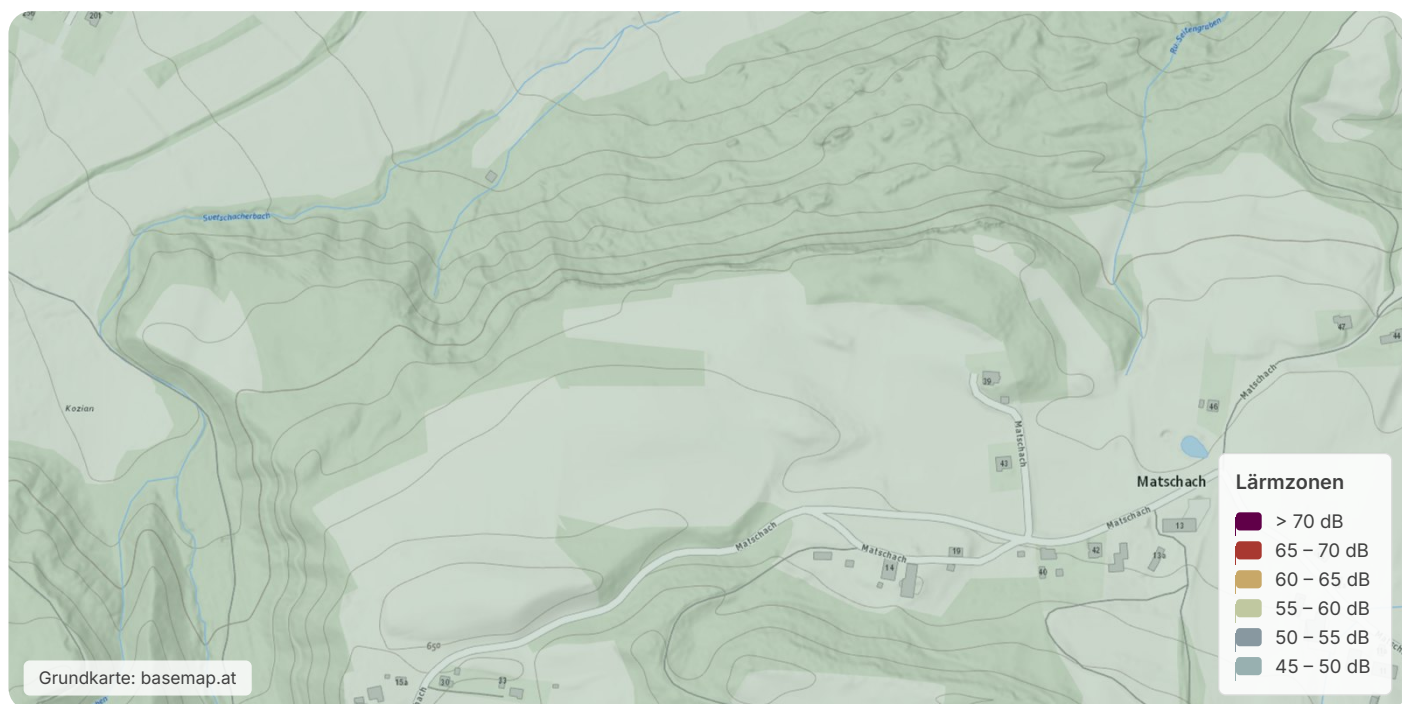 201
Suetschacherbach
Kozian
47
44
39
Matschach
46
43
Matschach
Matschach
Lärmzonen
> 70 dB
65 – 70 dB
60 – 65 dB
55 – 60 dB
50 – 55 dB
45 – 50 dB
Matschach
13
Matschach
Matschach
19
42
13a
14
40
650
15a
30
33
Grundkarte: basemap.at